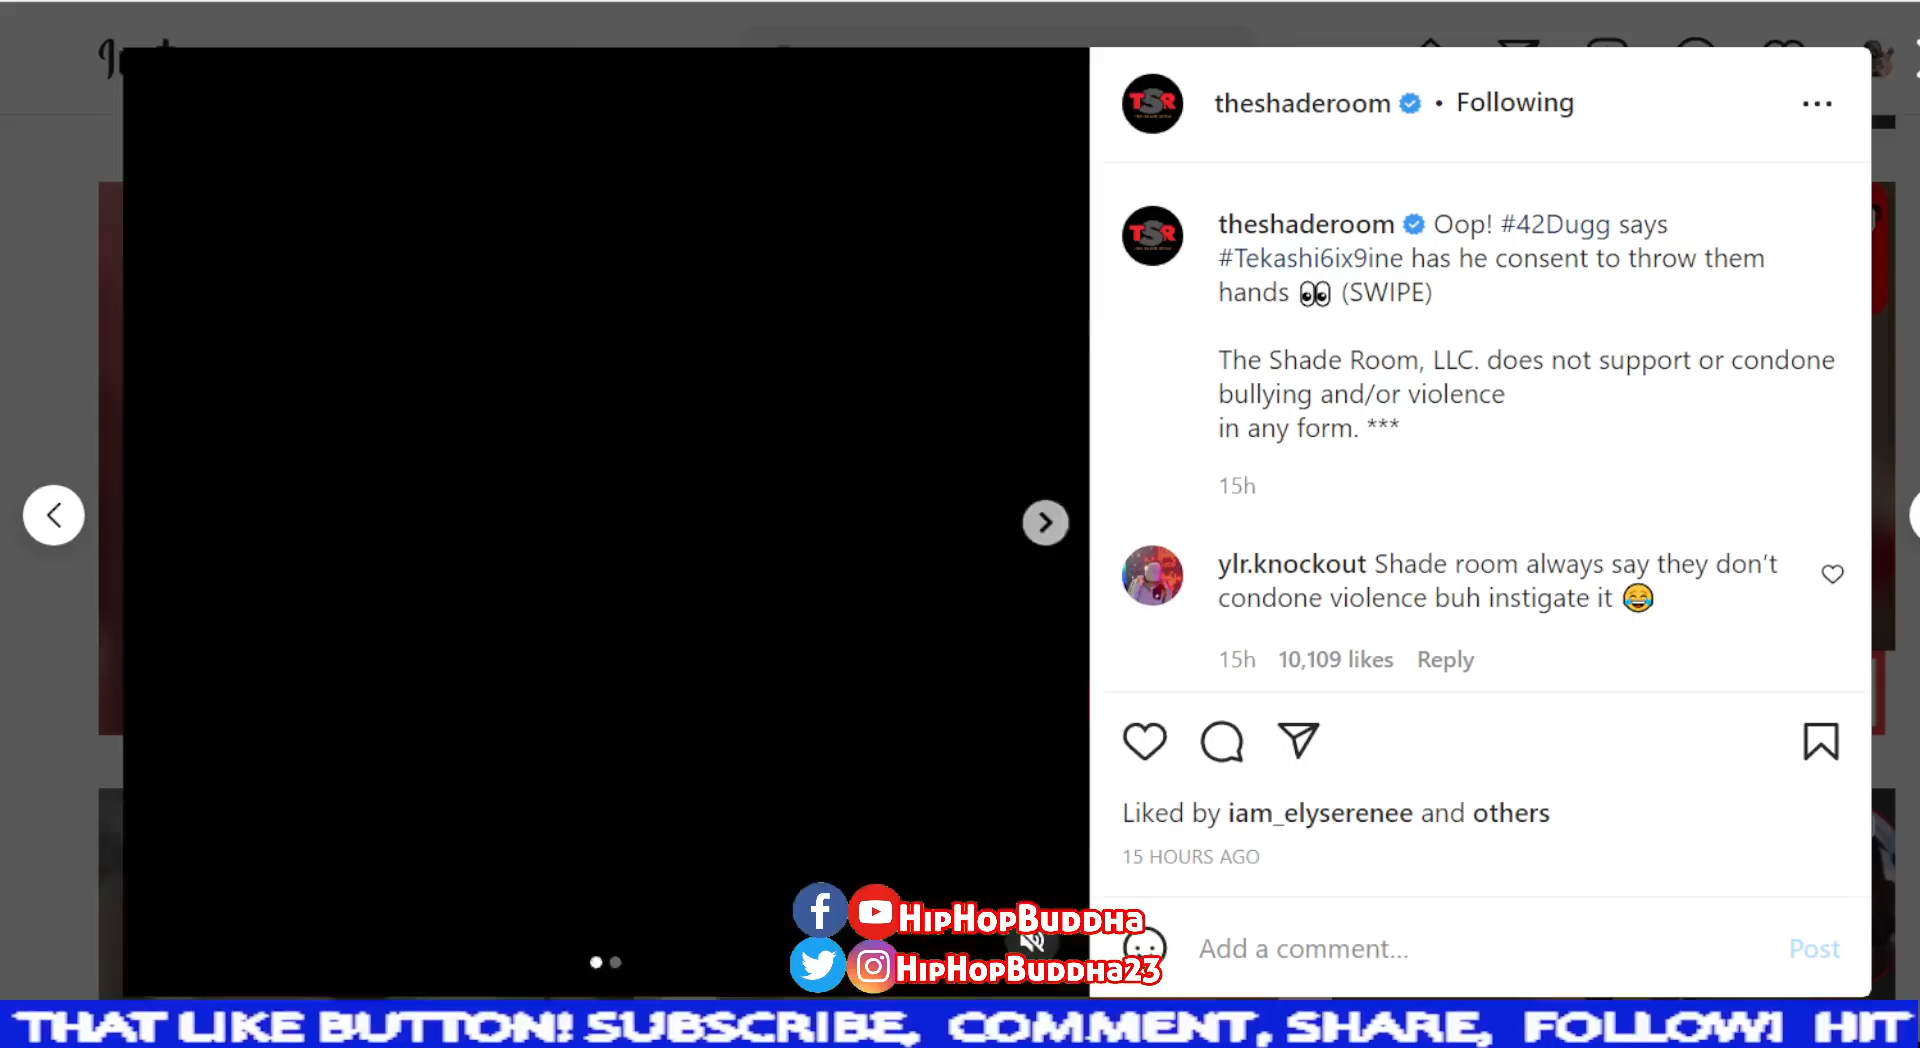 TSR
theshaderoom • Following
TSR
theshaderoom Oop! #42Dugg says
#Tekashi6ix9ine has he consent to throw them
hands 👀 (SWIPE)
The Shade Room, LLC. does not support or condone
bullying and/or violence
in any form. ***
15h
ylr.knockout Shade room always say they don’t
condone violence buh instigate it 😂
15h 10,109 likes Reply
Liked by iam_elyserenee and others
15 HOURS AGO
HipHopBuddha
HipHopBuddha23
Add a comment... Post
THAT LIKE BUTTON! SUBSCRIBE, COMMENT, SHARE, FOLLOW! HIT